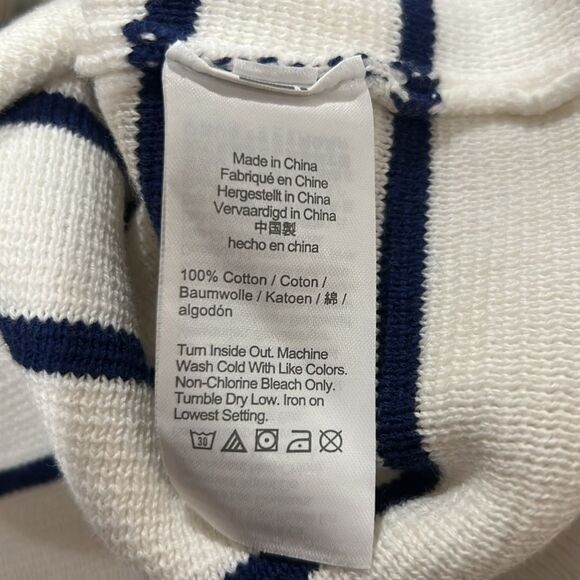 Made in China
Fabriqué en Chine
Hergestellt in China
Vervaardigd in China
中国製
hecho en china
100% Cotton / Coton /
Baumwolle / Katoen / 綿 /
algodón
Turn Inside Out. Machine
Wash Cold With Like Colors.
Non-Chlorine Bleach Only.
Tumble Dry Low. Iron on
Lowest Setting.
30